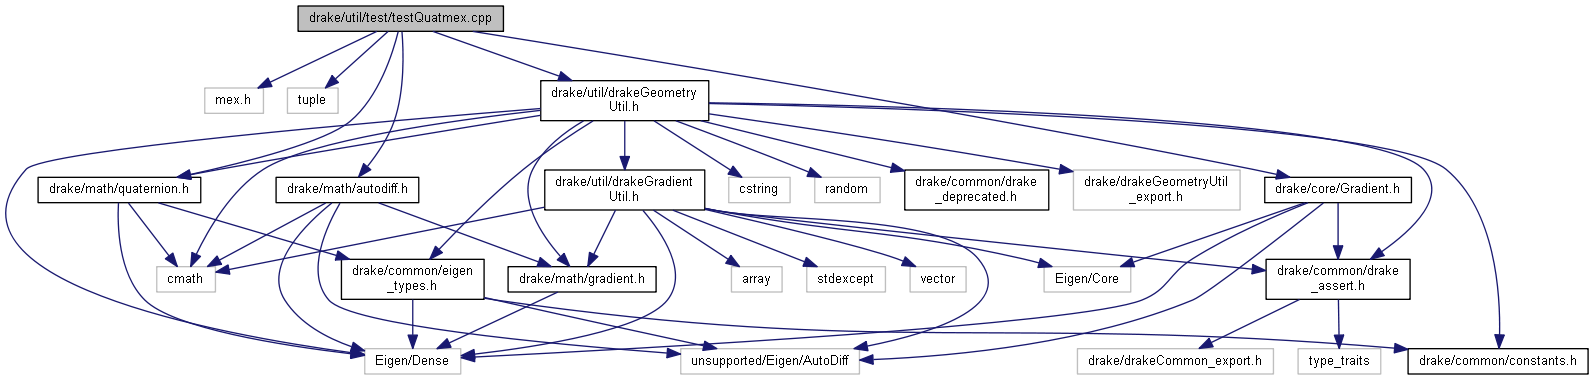 drake/util/test/testQuatmex.cpp
mex.h
tuple
drake/util/drakeGeometry
Util.h
drake/math/quaternion.h
drake/math/autodiff.h
drake/util/drakeGradient
Util.h
cstring
random
drake/common/drake
_deprecated.h
drake/drakeGeometryUtil
_export.h
drake/core/Gradient.h
cmath
drake/common/eigen
_types.h
drake/math/gradient.h
array
stdexcept
vector
Eigen/Core
drake/common/drake
_assert.h
Eigen/Dense
unsupported/Eigen/AutoDiff
drake/drakeCommon_export.h
type_traits
drake/common/constants.h